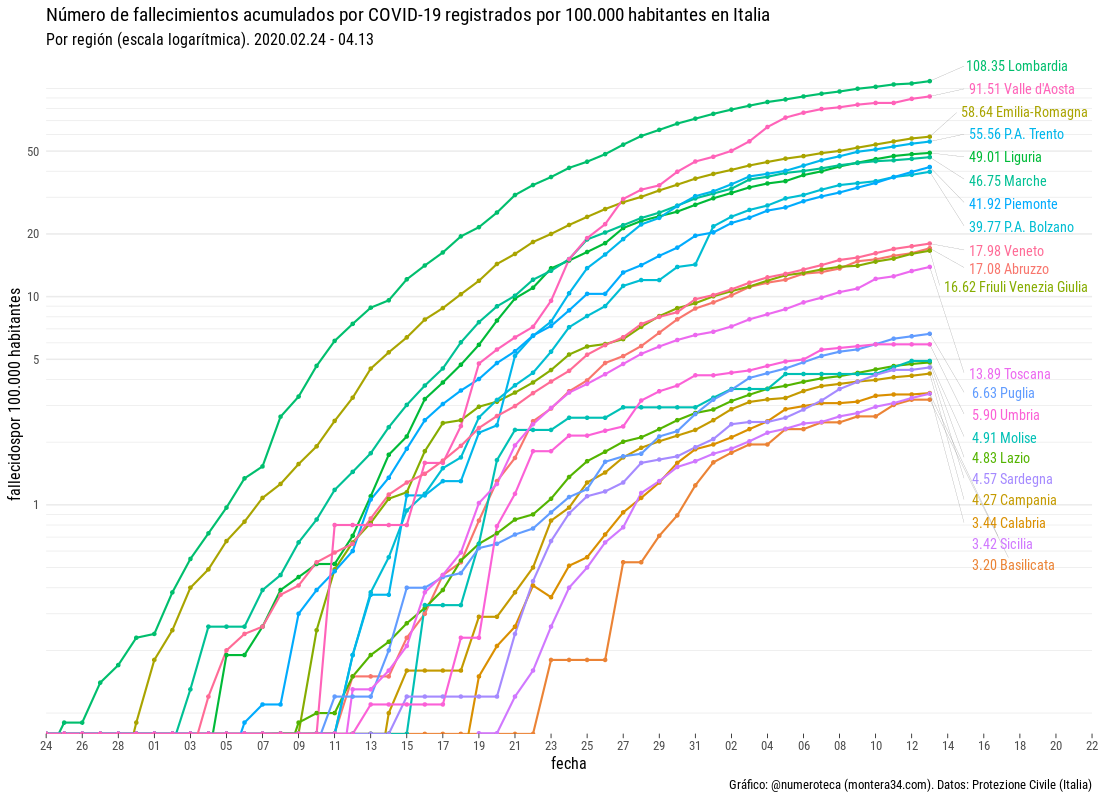 Número de fallecimientos acumulados por COVID-19 registrados por 100.000 habitantes en Italia
Por región (escala logarítmica). 2020.02.24 - 04.13
108.35 Lombardia
91.51 Valle d'Aosta
58.64 Emilia-Romagna
55.56 P.A. Trento
49.01 Liguria
46.75 Marche
41.92 Piemonte
39.77 P.A. Bolzano
17.98 Veneto
17.08 Abruzzo
16.62 Friuli Venezia Giulia
13.89 Toscana
6.63 Puglia
5.90 Umbria
4.91 Molise
4.83 Lazio
4.57 Sardegna
4.27 Campania
3.44 Calabria
3.42 Sicilia
3.20 Basilicata
50
20
10
5
1
fallecidospor 100.000 habitantes
24 26 28 01 03 05 07 09 11 13 15 17 19 21 23 25 27 29 31 02 04 06 08 10 12 14 16 18 20 22
fecha
Gráfico: @numeroteca (montera34.com). Datos: Protezione Civile (Italia)